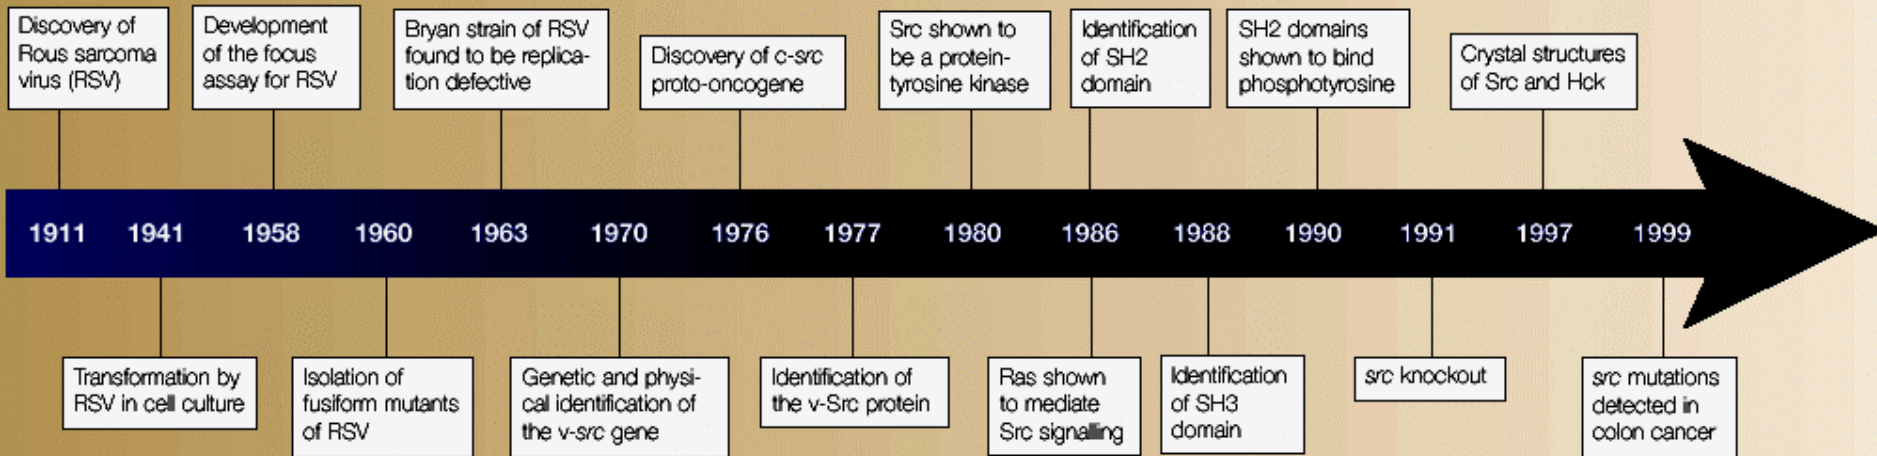 Discovery of
Rous sarcoma
virus (RSV)
Development
of the focus
assay for RSV
Bryan strain of RSV
found to be replica-
tion defective
Discovery of c-src
proto-oncogene
Src shown to
be a protein-
tyrosine kinase
Identification
of SH2
domain
SH2 domains
shown to bind
phosphotyrosine
Crystal structures
of Src and Hck
1911 1941 1958 1960 1963 1970 1976 1977 1980 1986 1988 1990 1991 1997 1999
Transformation by
RSV in cell culture
Isolation of
fusiform mutants
of RSV
Genetic and physi-
cal identification of
the v-src gene
Identification of
the v-Src protein
Ras shown
to mediate
Src signalling
Identification
of SH3
domain
src knockout
src mutations
detected in
colon cancer